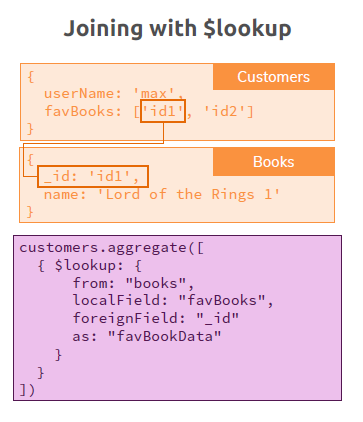 Joining with $lookup
Customers
{
userName: 'max',
favBooks: ['id1', 'id2']
}
Books
{
_id: 'id1',
name: 'Lord of the Rings 1'
}
customers.aggregate([
{ $lookup: {
from: "books",
localField: "favBooks",
foreignField: "_id"
as: "favBookData"
}
}
])